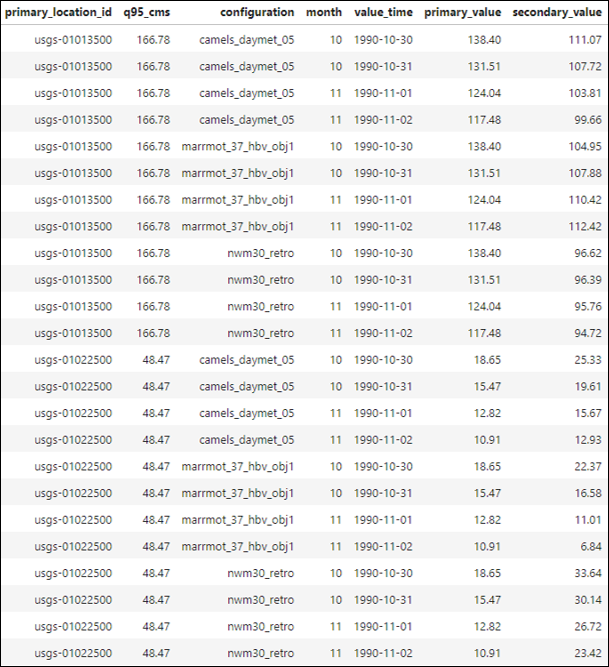 primary_location_id q95_cms configuration month value_time primary_value secondary_value
usgs-01013500 166.78 camels_daymet_05 10 1990-10-30 138.40 111.07
usgs-01013500 166.78 camels_daymet_05 10 1990-10-31 131.51 107.72
usgs-01013500 166.78 camels_daymet_05 11 1990-11-01 124.04 103.81
usgs-01013500 166.78 camels_daymet_05 11 1990-11-02 117.48 99.66
usgs-01013500 166.78 marrmot_37_hbv_obj1 10 1990-10-30 138.40 104.95
usgs-01013500 166.78 marrmot_37_hbv_obj1 10 1990-10-31 131.51 107.88
usgs-01013500 166.78 marrmot_37_hbv_obj1 11 1990-11-01 124.04 110.42
usgs-01013500 166.78 marrmot_37_hbv_obj1 11 1990-11-02 117.48 112.42
usgs-01013500 166.78 nwm30_retro 10 1990-10-30 138.40 96.62
usgs-01013500 166.78 nwm30_retro 10 1990-10-31 131.51 96.39
usgs-01013500 166.78 nwm30_retro 11 1990-11-01 124.04 95.76
usgs-01013500 166.78 nwm30_retro 11 1990-11-02 117.48 94.72
usgs-01022500 48.47 camels_daymet_05 10 1990-10-30 18.65 25.33
usgs-01022500 48.47 camels_daymet_05 10 1990-10-31 15.47 19.61
usgs-01022500 48.47 camels_daymet_05 11 1990-11-01 12.82 15.67
usgs-01022500 48.47 camels_daymet_05 11 1990-11-02 10.91 12.93
usgs-01022500 48.47 marrmot_37_hbv_obj1 10 1990-10-30 18.65 22.37
usgs-01022500 48.47 marrmot_37_hbv_obj1 10 1990-10-31 15.47 16.58
usgs-01022500 48.47 marrmot_37_hbv_obj1 11 1990-11-01 12.82 11.01
usgs-01022500 48.47 marrmot_37_hbv_obj1 11 1990-11-02 10.91 6.84
usgs-01022500 48.47 nwm30_retro 10 1990-10-30 18.65 33.64
usgs-01022500 48.47 nwm30_retro 10 1990-10-31 15.47 30.14
usgs-01022500 48.47 nwm30_retro 11 1990-11-01 12.82 26.72
usgs-01022500 48.47 nwm30_retro 11 1990-11-02 10.91 23.42